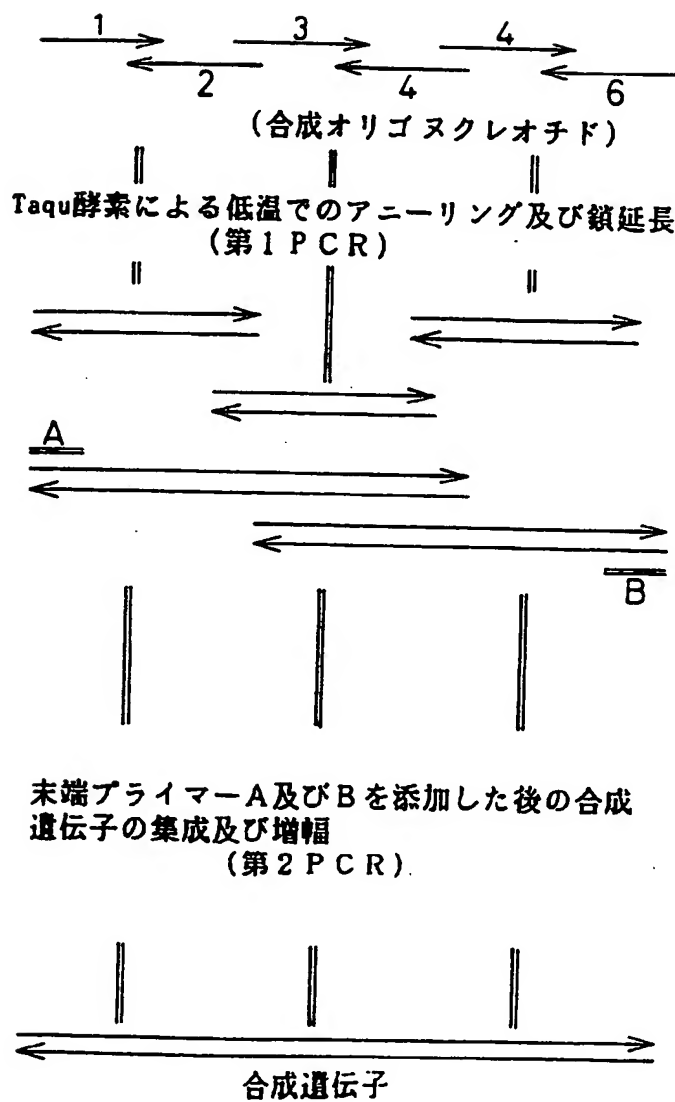 1 3 4
2 4 6
(合成オリゴヌクレオチド)
Taqu酵素による低温でのアニーリング及び鎖延長
(第1PCR)
A
B
末端プライマーA及びBを添加した後の合成
遺伝子の集成及び増幅
(第2PCR)
合成遺伝子